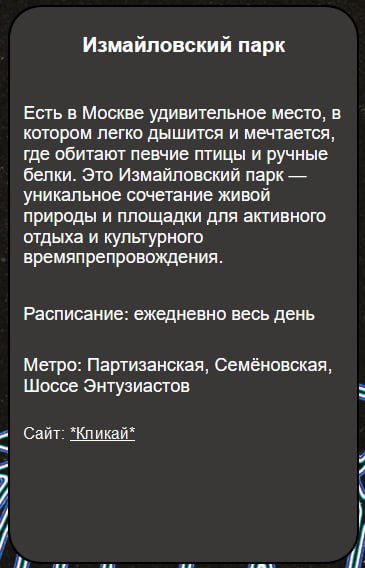 Измайловский парк
Есть в Москве удивительное место, в
котором легко дышится и мечтается,
где обитают певчие птицы и ручные
белки. Это Измайловский парк —
уникальное сочетание живой
природы и площадки для активного
отдыха и культурного
времяпрепровождения.
Расписание: ежедневно весь день
Метро: Партизанская, Семёновская,
Шоссе Энтузиастов
Сайт: *Кликай*